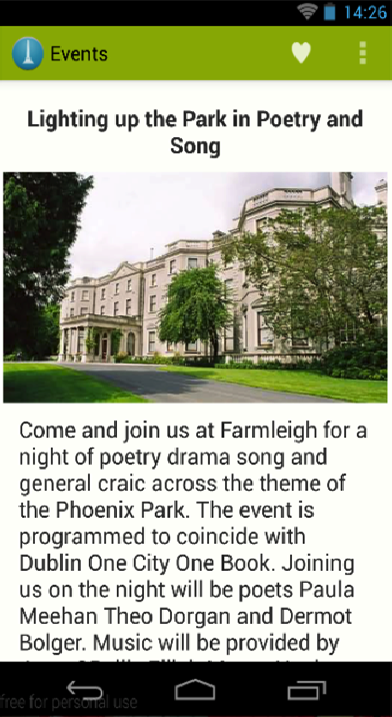 14:26
Events
Lighting up the Park in Poetry and
Song
Come and join us at Farmleigh for a
night of poetry drama song and
general craic across the theme of
the Phoenix Park. The event is
programmed to coincide with
Dublin One City One Book. Joining
us on the night will be poets Paula
Meehan Theo Dorgan and Dermot
Bolger. Music will be provided by
free for personal use